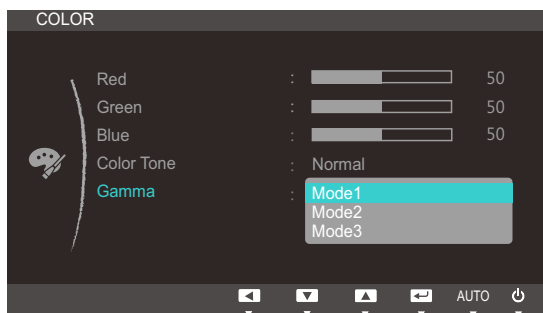 COLOR
Red : 50
Green : 50
Blue : 50
Color Tone : Normal
Gamma : Mode1
Mode2
Mode3
AUTO